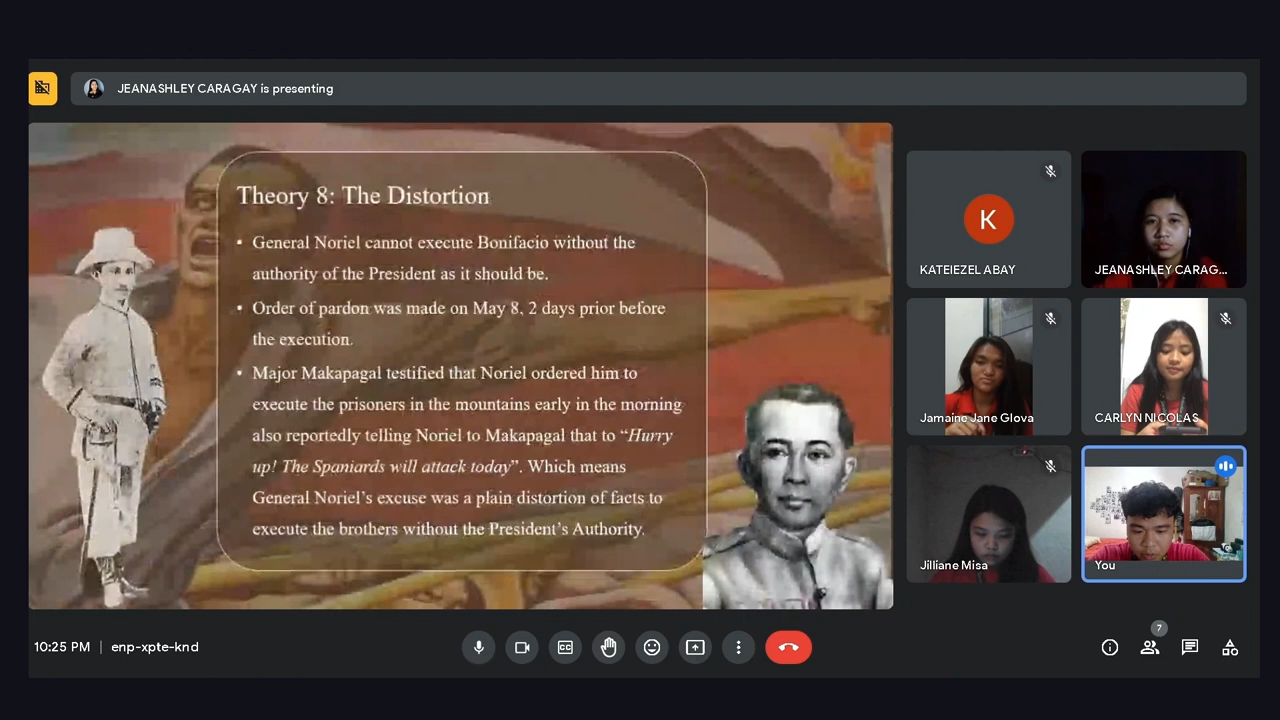 JEANASHLEY CARAGAY is presenting
Theory 8: The Distortion
• General Noriel cannot execute Bonifacio without the
authority of the President as it should be.
• Order of pardon was made on May 8, 2 days prior before
the execution.
• Major Makapagal testified that Noriel ordered him to
execute the prisoners in the mountains early in the morning
also reportedly telling Noriel to Makapagal that to “Hurry
up! The Spaniards will attack today”. Which means
General Noriel’s excuse was a plain distortion of facts to
execute the brothers without the President’s Authority.
K
KATEIEZEL ABAY
JEANASHLEY CARAG...
Jamaine Jane Glova
CARLYN NICOLAS
Jilliane Misa
You
10:25 PM | enp-xpte-knd
CC
7